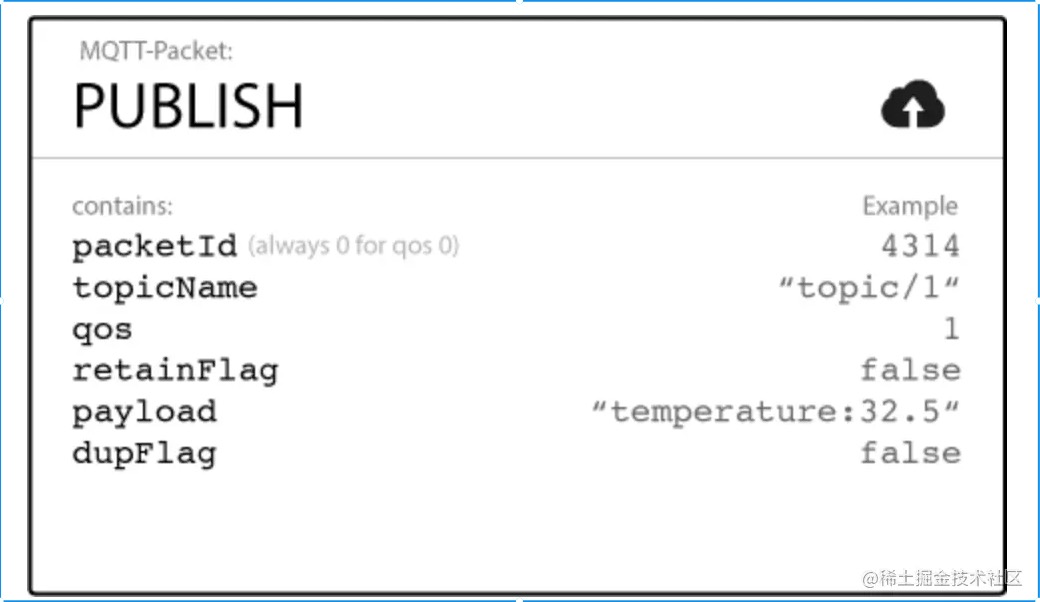 MQTT-Packet:
PUBLISH
contains: Example
packetId (always 0 for qos 0) 4314
topicName “topic/1“
qos 1
retainFlag false
payload “temperature:32.5“
dupFlag false
@稀土掘金技术社区